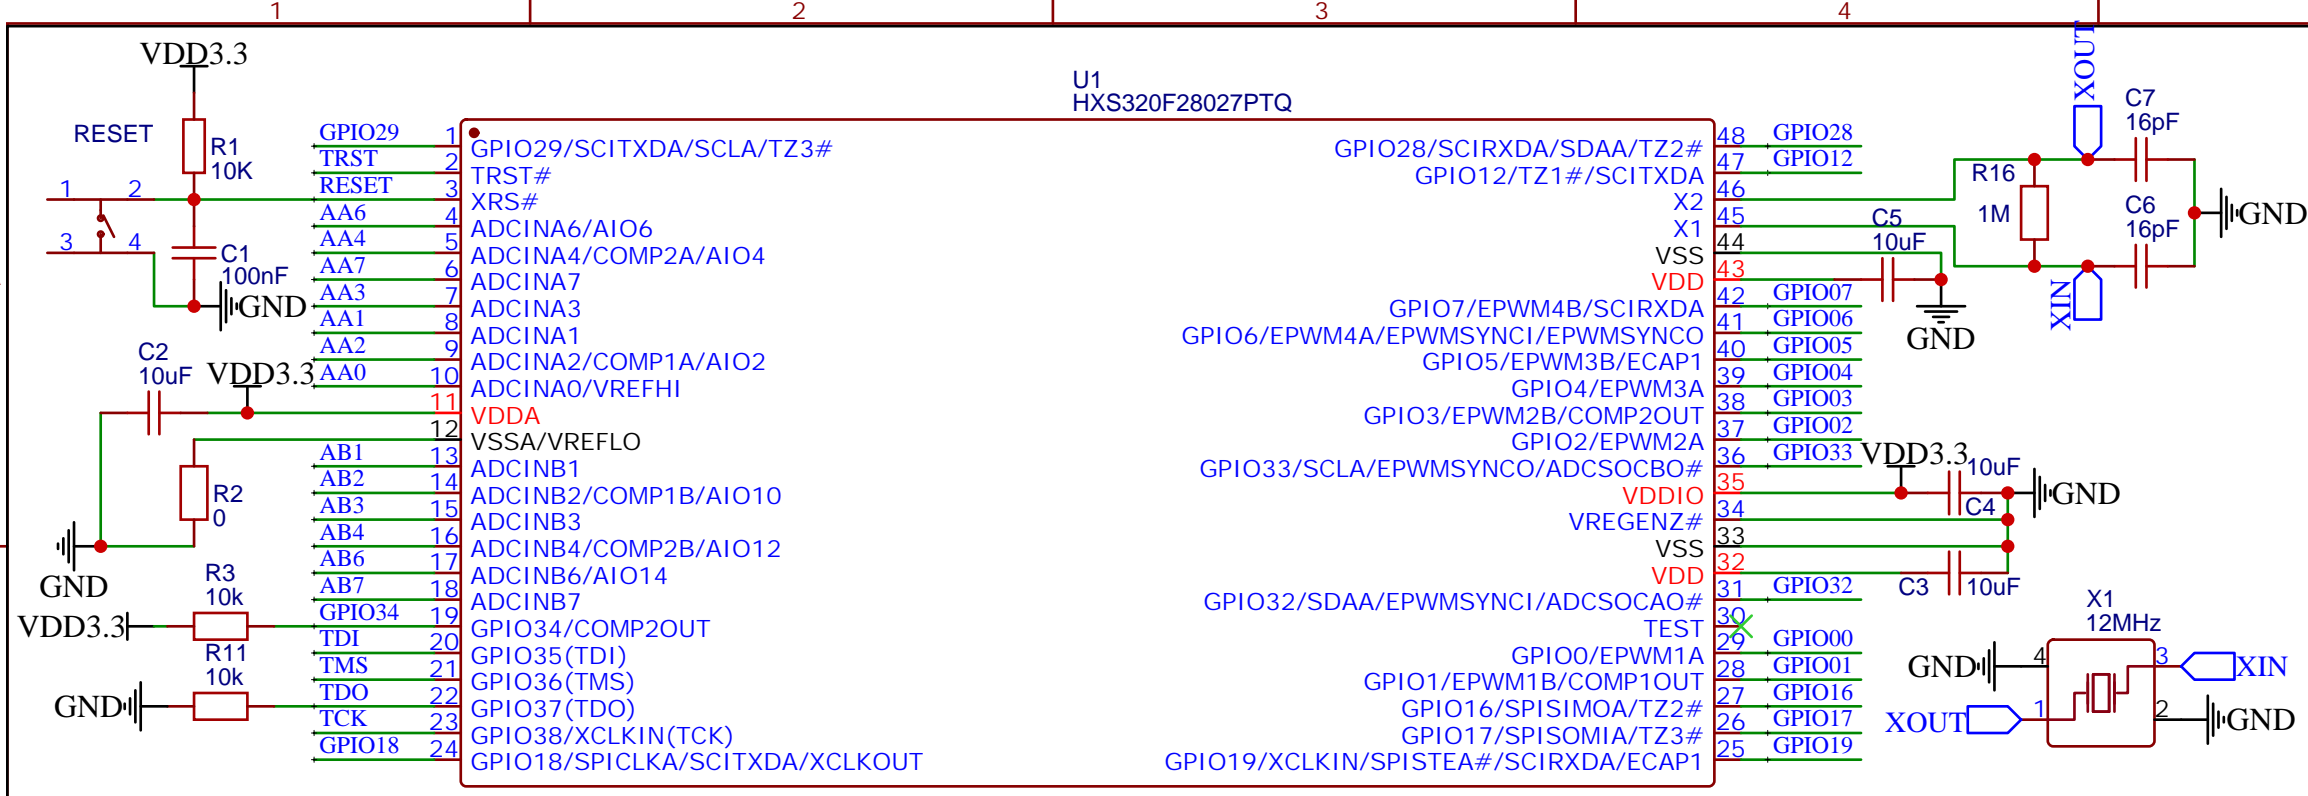 1 2 3 4
VDD3.3
RESET
R1
10K
1 2
3 4
C1
100nF
GND
C2
10uF
VDD3.3
R2
0
GND
R3
10k
VDD3.3
R11
10k
GND
U1
HXS320F28027PTQ
GPIO29 1 GPIO29/SCITXDA/SCLA/TZ3#
TRST 2 TRST#
RESET 3 XRS#
AA6 4 ADCINA6/AIO6
AA4 5 ADCINA4/COMP2A/AIO4
AA7 6 ADCINA7
AA3 7 ADCINA3
AA1 8 ADCINA1
AA2 9 ADCINA2/COMP1A/AIO2
AA0 10 ADCINA0/VREFHI
11 VDDA
12 VSSA/VREFLO
AB1 13 ADCINB1
AB2 14 ADCINB2/COMP1B/AIO10
AB3 15 ADCINB3
AB4 16 ADCINB4/COMP2B/AIO12
AB6 17 ADCINB6/AIO14
AB7 18 ADCINB7
GPIO34 19 GPIO34/COMP2OUT
TDI 20 GPIO35(TDI)
TMS 21 GPIO36(TMS)
TDO 22 GPIO37(TDO)
TCK 23 GPIO38/XCLKIN(TCK)
GPIO18 24 GPIO18/SPICLKA/SCITXDA/XCLKOUT
GPIO28/SCIRXDA/SDAA/TZ2# 48 GPIO28
GPIO12/TZ1#/SCITXDA 47 GPIO12
X2 46
X1 45
VSS 44
VDD 43
GPIO7/EPWM4B/SCIRXDA 42 GPIO07
GPIO6/EPWM4A/EPWMSYNCI/EPWMSYNCO 41 GPIO06
GPIO5/EPWM3B/ECAP1 40 GPIO05
GPIO4/EPWM3A 39 GPIO04
GPIO3/EPWM2B/COMP2OUT 38 GPIO03
GPIO2/EPWM2A 37 GPIO02
GPIO33/SCLA/EPWMSYNCO/ADCSOCBO# 36 GPIO33
VDDIO 35
VREGENZ# 34
VSS 33
VDD 32
GPIO32/SDAA/EPWMSYNCI/ADCSOCAO# 31 GPIO32
TEST 30
GPIO0/EPWM1A 29 GPIO00
GPIO1/EPWM1B/COMP1OUT 28 GPIO01
GPIO16/SPISIMOA/TZ2# 27 GPIO16
GPIO17/SPISOMIA/TZ3# 26 GPIO17
GPIO19/XCLKIN/SPISTEA#/SCIRXDA/ECAP1 25 GPIO19
XOUT
C7
16pF
R16
1M
C6
16pF
GND
XIN
C5
10uF
GND
VDD3.3
10uF
C4
GND
C3 10uF
X1
12MHz
GND 4 3 XIN
XOUT 1 2 GND